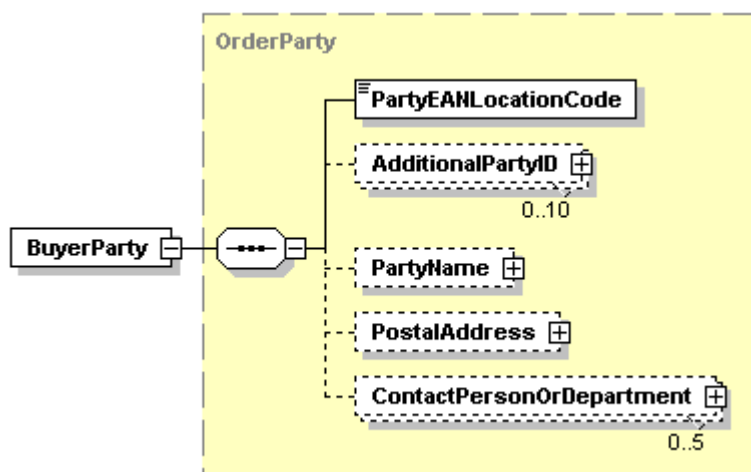 OrderParty
PartyEANLocationCode
AdditionalPartyID
0..10
BuyerParty
PartyName
PostalAddress
ContactPersonOrDepartment
0..5